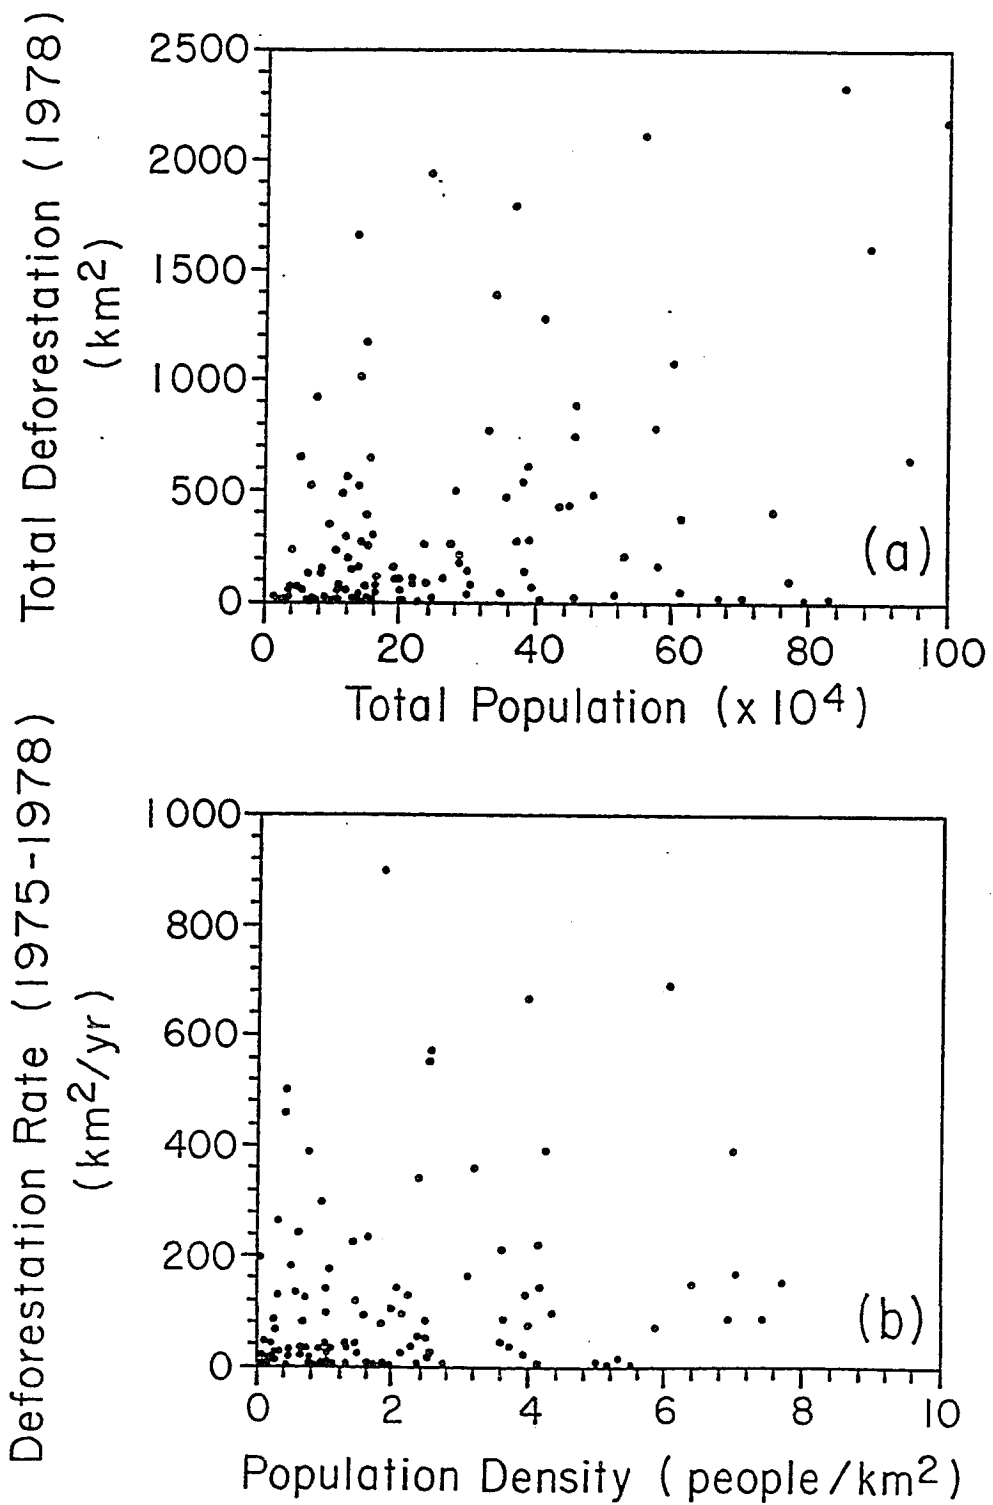 Total Deforestation (1978)
(km2)
2500
2000
1500
1000
500
0
(a)
0 20 40 60 80 100
Total Population (x 10⁴)
Deforestation Rate (1975-1978)
(km2/yr)
1000
800
600
400
200
0
(b)
0 2 4 6 8 10
Population Density (people/km2)